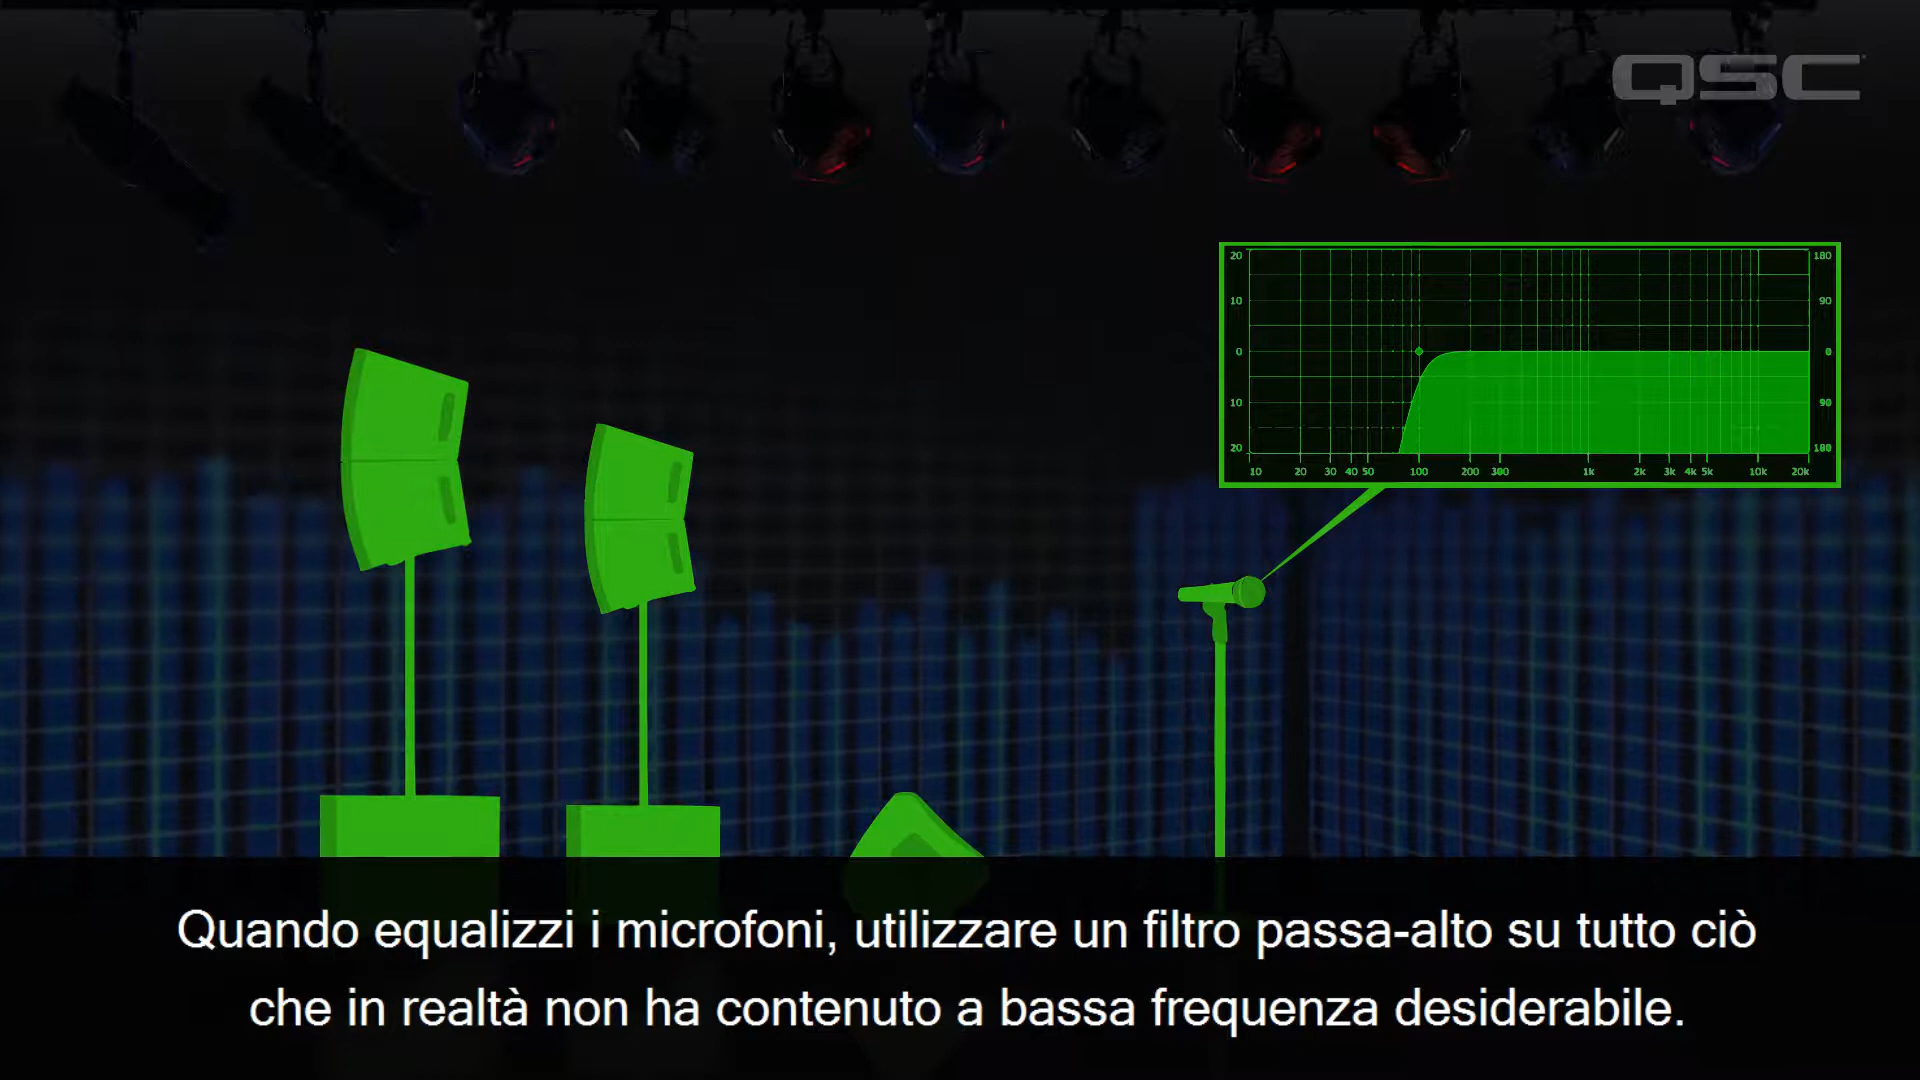 QSC
20 180
10 90
0 0
10 90
20 180
10 20 30 40 50 100 200 300 1k 2k 3k 4k 5k 10k 20k
Quando equalizzi i microfoni, utilizzare un filtro passa-alto su tutto ciò
che in realtà non ha contenuto a bassa frequenza desiderabile.